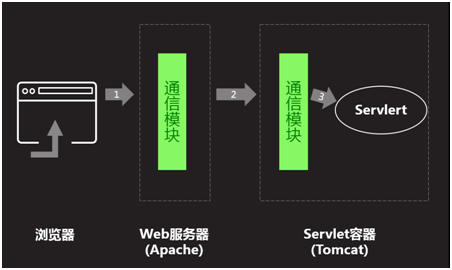 1
通信模块
2
通信模块
3
Servlert
浏览器
Web服务器
(Apache)
Servlet容器
(Tomcat)